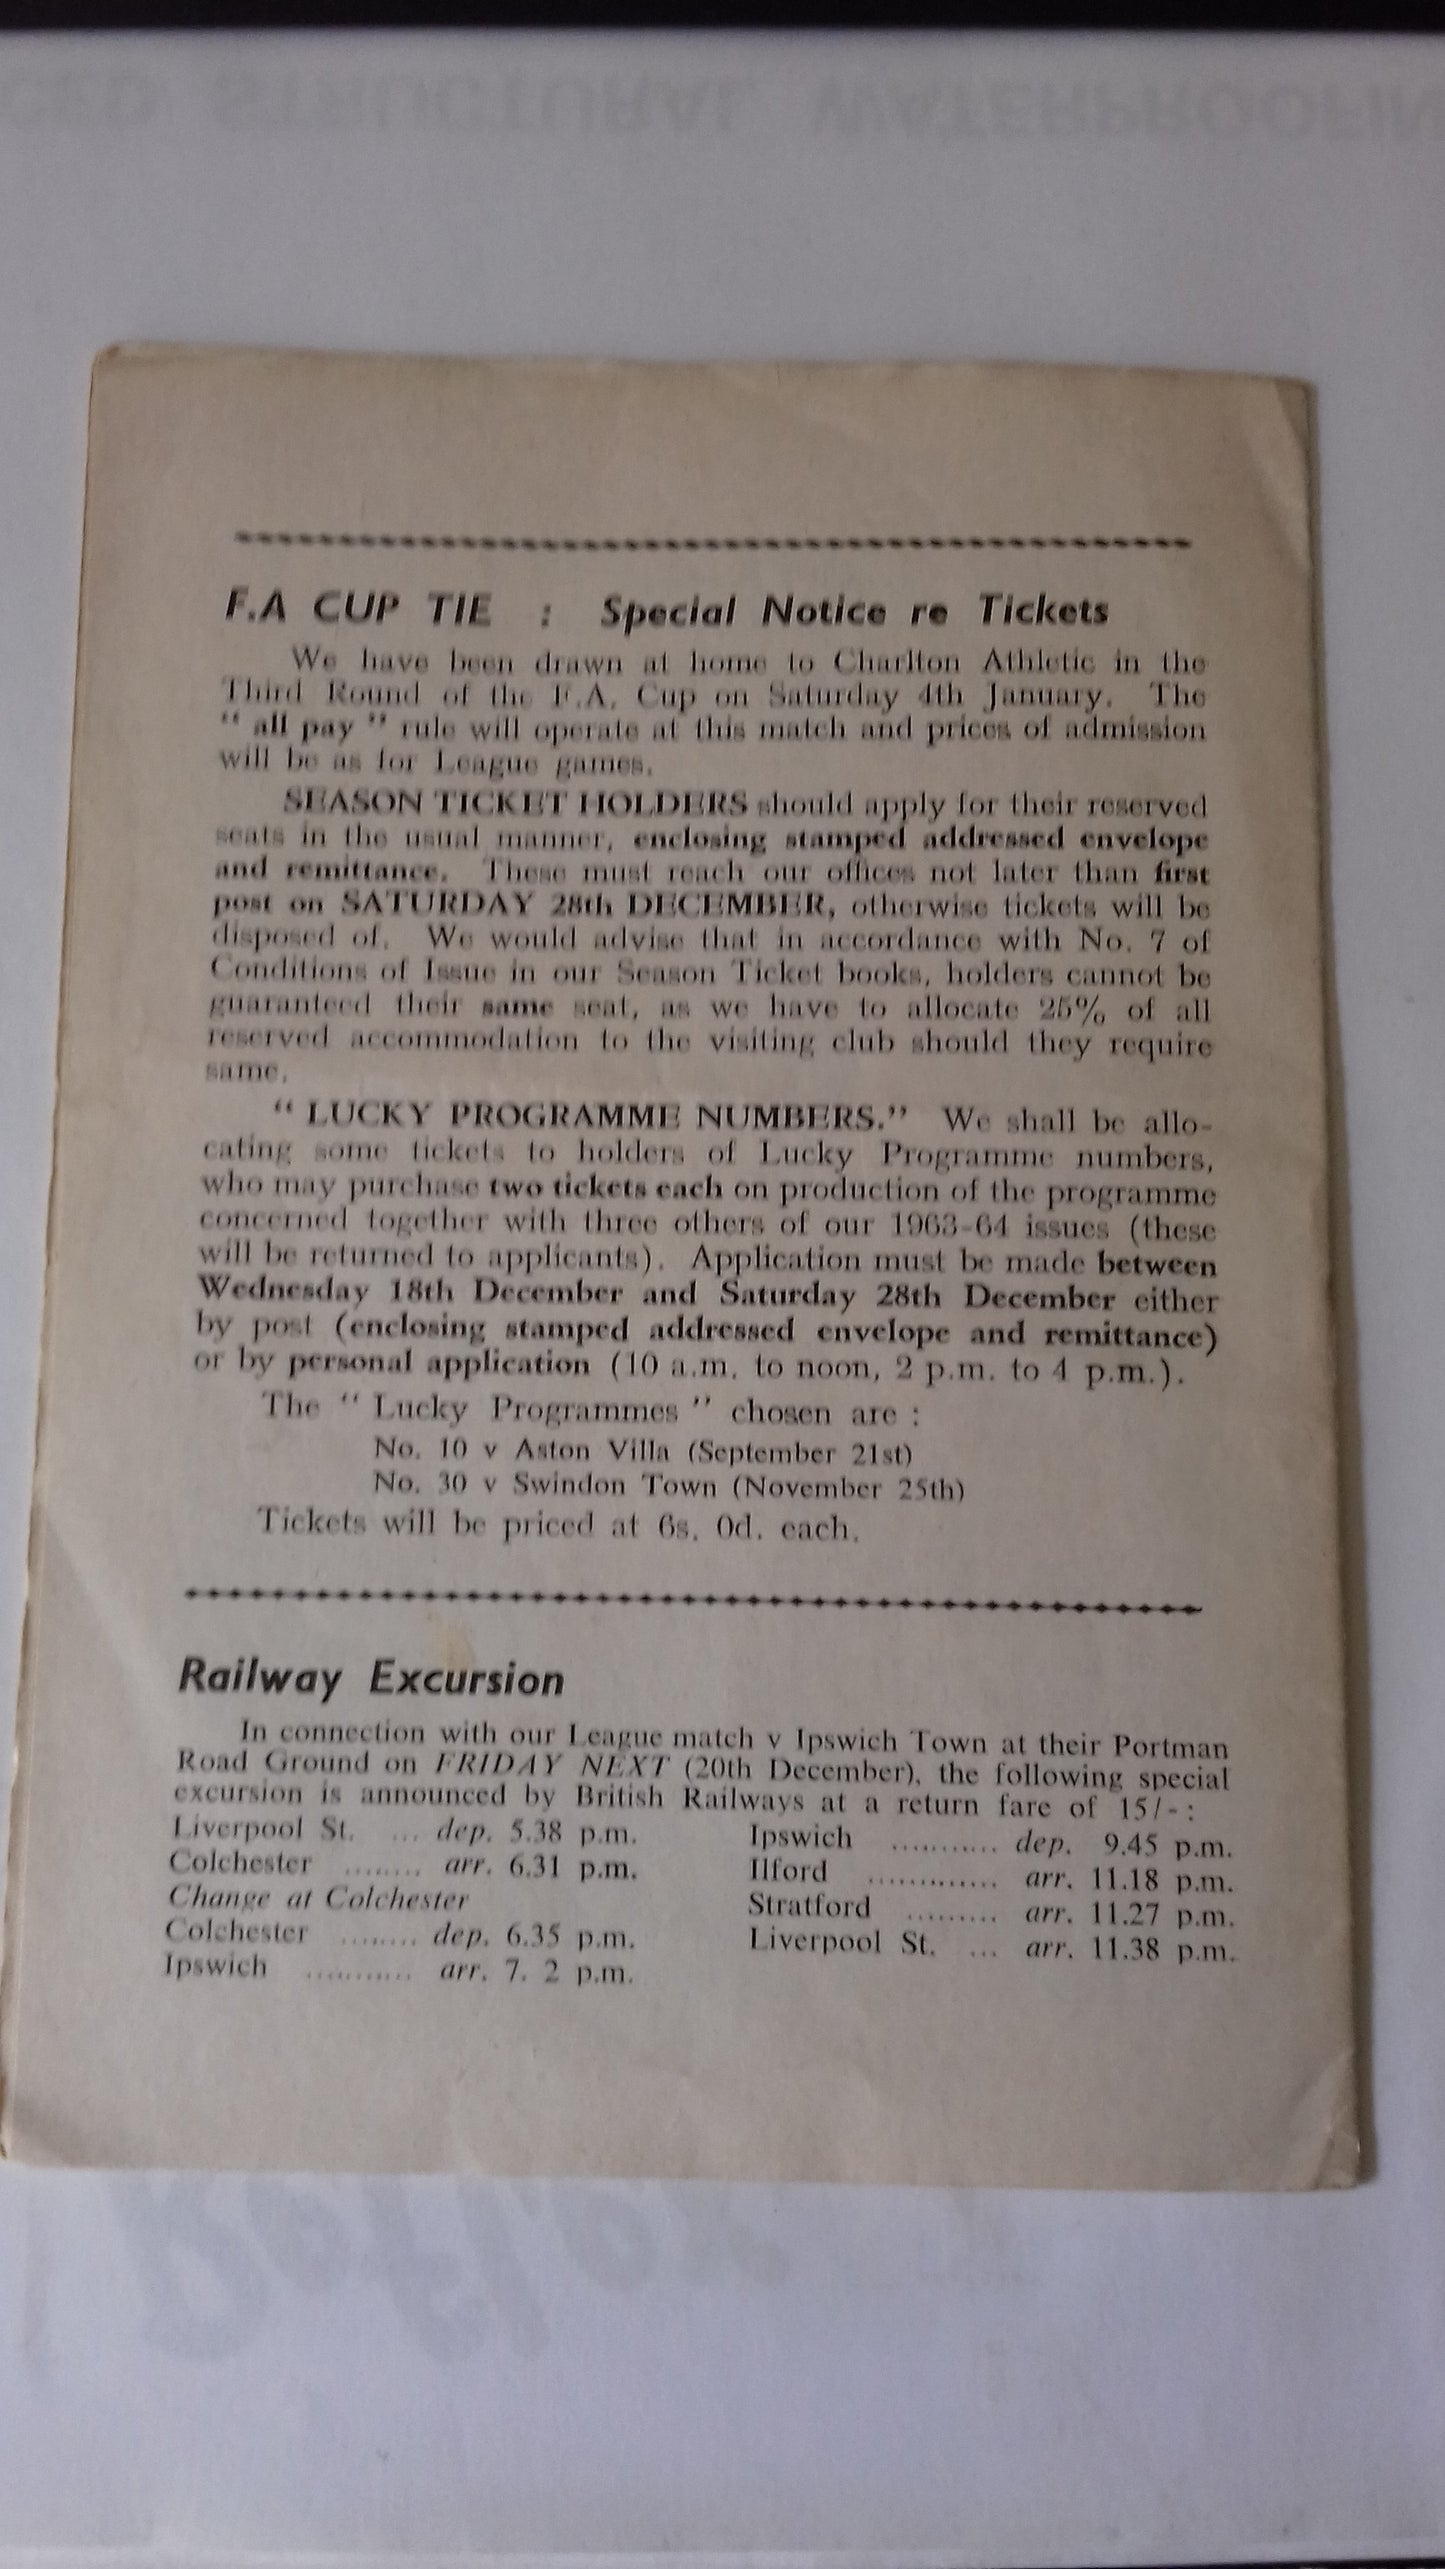 STRUCTURAL WATERPROOFIN
F.A CUP TIE : Special Notice re Tickets
We have been drawn at home to Charlton Athletic in the
Third Round of the F.A. Cup on Saturday 4th January. The
" all pay " rule will operate at this match and prices of admission
will be as for League games.
SEASON TICKET HOLDERS should apply for their reserved
seats in the usual manner, enclosing stamped addressed envelope
and remittance. These must reach our offices not later than first
post on SATURDAY 28th DECEMBER, otherwise tickets will be
disposed of. We would advise that in accordance with No. 7 of
Conditions of Issue in our Season Ticket books, holders cannot be
guaranteed their same seat, as we have to allocate 25% of all
reserved accommodation to the visiting club should they require
same.
" LUCKY PROGRAMME NUMBERS." We shall be allo-
cating some tickets to holders of Lucky Programme numbers,
who may purchase two tickets each on production of the programme
concerned together with three others of our 1963-64 issues (these
will be returned to applicants). Application must be made between
Wednesday 18th December and Saturday 28th December either
by post (enclosing stamped addressed envelope and remittance)
or by personal application (10 a.m. to noon, 2 p.m. to 4 p.m.).
The " Lucky Programmes " chosen are :
No. 10 v Aston Villa (September 21st)
No. 30 v Swindon Town (November 25th)
Tickets will be priced at 6s. 0d. each.
Railway Excursion
In connection with our League match v Ipswich Town at their Portman
Road Ground on FRIDAY NEXT (20th December), the following special
excursion is announced by British Railways at a return fare of 15/-:
Liverpool St. ... dep. 5.38 p.m.
Colchester ........ arr. 6.31 p.m.
Change at Colchester
Colchester ........ dep. 6.35 p.m.
Ipswich ........... arr. 7. 2 p.m.
Ipswich ........... dep. 9.45 p.m.
Ilford ............. arr. 11.18 p.m.
Stratford ......... arr. 11.27 p.m.
Liverpool St. ... arr. 11.38 p.m.